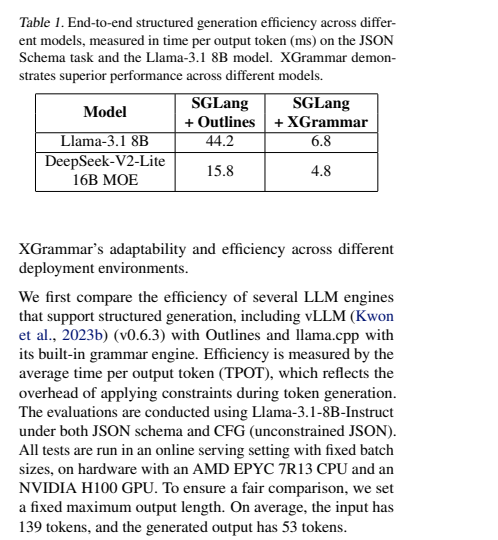 Table 1. End-to-end structured generation efficiency across differ-
ent models, measured in time per output token (ms) on the JSON
Schema task and the Llama-3.1 8B model. XGrammar demon-
strates superior performance across different models.
Model SGLang + Outlines SGLang + XGrammar
Llama-3.1 8B 44.2 6.8
DeepSeek-V2-Lite 16B MOE 15.8 4.8
XGrammar's adaptability and efficiency across different
deployment environments.
We first compare the efficiency of several LLM engines
that support structured generation, including vLLM (Kwon
et al., 2023b) (v0.6.3) with Outlines and llama.cpp with
its built-in grammar engine. Efficiency is measured by the
average time per output token (TPOT), which reflects the
overhead of applying constraints during token generation.
The evaluations are conducted using Llama-3.1-8B-Instruct
under both JSON schema and CFG (unconstrained JSON).
All tests are run in an online serving setting with fixed batch
sizes, on hardware with an AMD EPYC 7R13 CPU and an
NVIDIA H100 GPU. To ensure a fair comparison, we set
a fixed maximum output length. On average, the input has
139 tokens, and the generated output has 53 tokens.